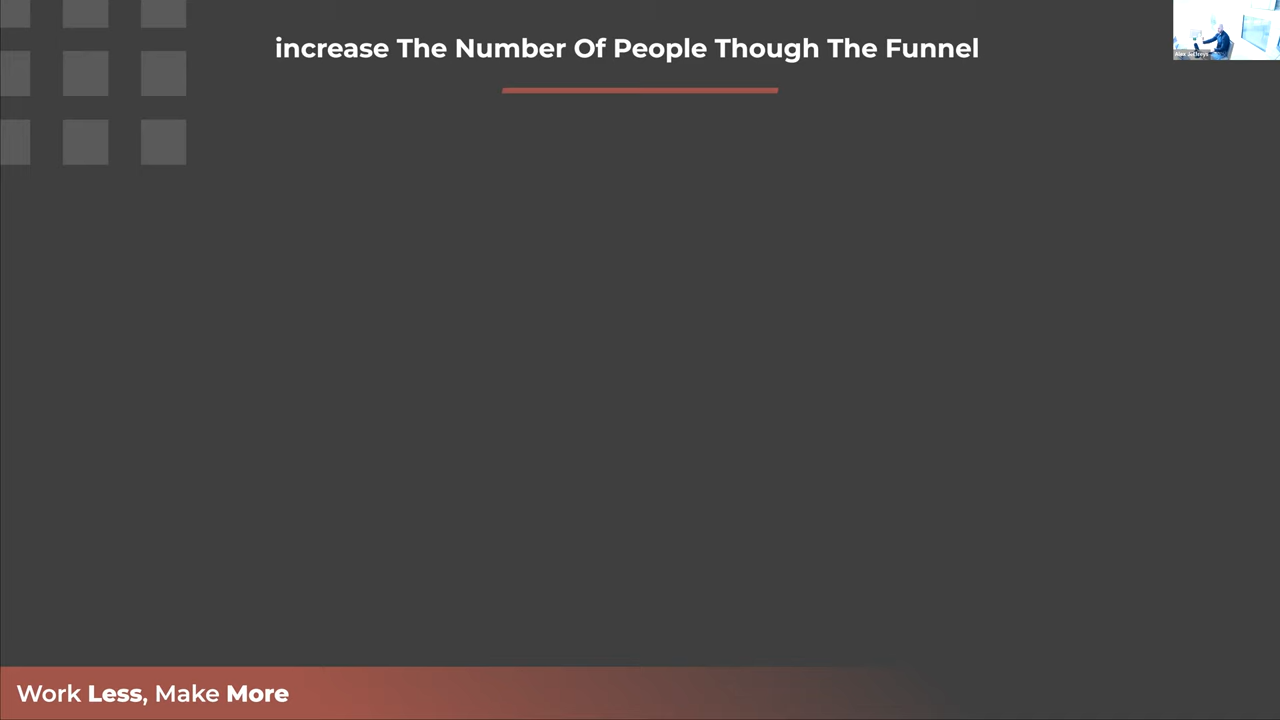 increase The Number Of People Though The Funnel
Work Less, Make More